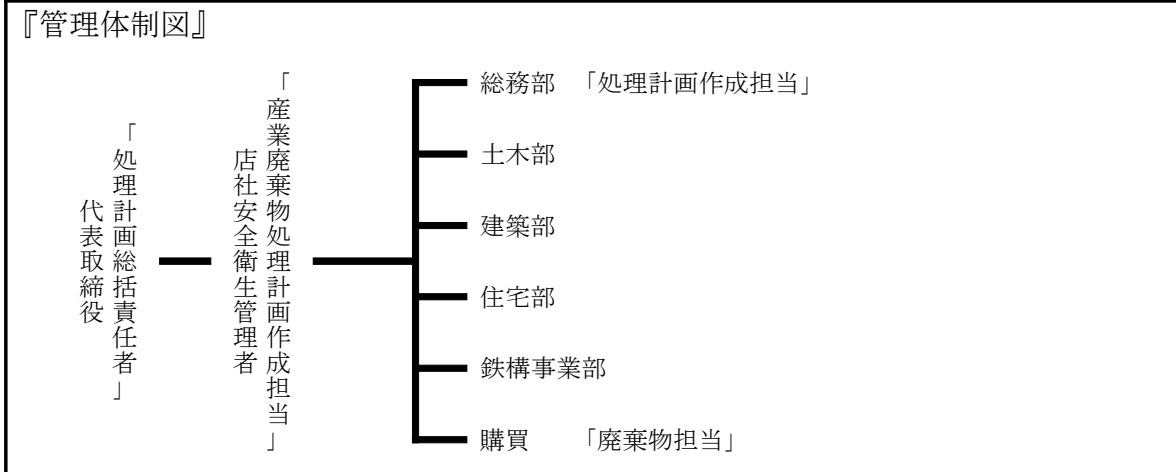 『管理体制図』
「処理計画総括責任者」
代表取締役
「産業廃棄物処理計画作成担当」
店社安全衛生管理者
総務部 「処理計画作成担当」
土木部
建築部
住宅部
鉄構事業部
購買 「廃棄物担当」